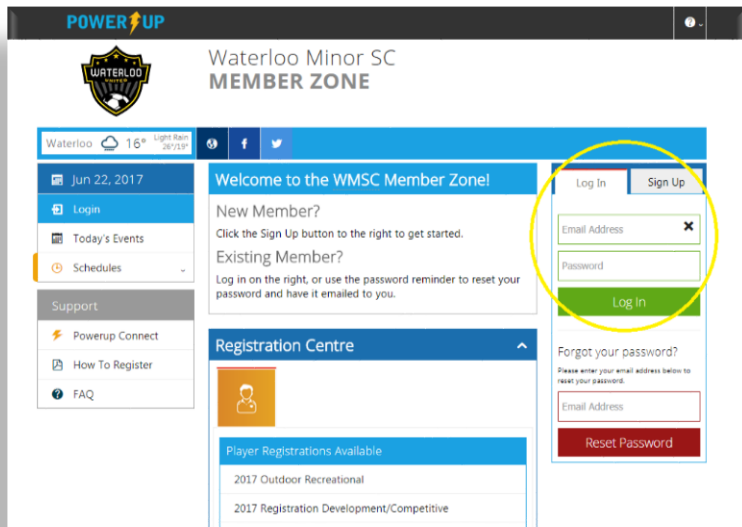 POWER UP
WATERLOO
UNITED
Waterloo Minor SC
MEMBER ZONE
Waterloo 16° Light Rain
26°/19°
f
Jun 22, 2017
Login
Today's Events
Schedules
Support
Powerup Connect
How To Register
? FAQ
Welcome to the WMSC Member Zone!
New Member?
Click the Sign Up button to the right to get started.
Existing Member?
Log in on the right, or use the password reminder to reset your
password and have it emailed to you.
Registration Centre
Player Registrations Available
2017 Outdoor Recreational
2017 Registration Development/Competitive
Log In Sign Up
Email Address
Password
Log In
Forgot your password?
Please enter your email address below to
reset your password.
Email Address
Reset Password